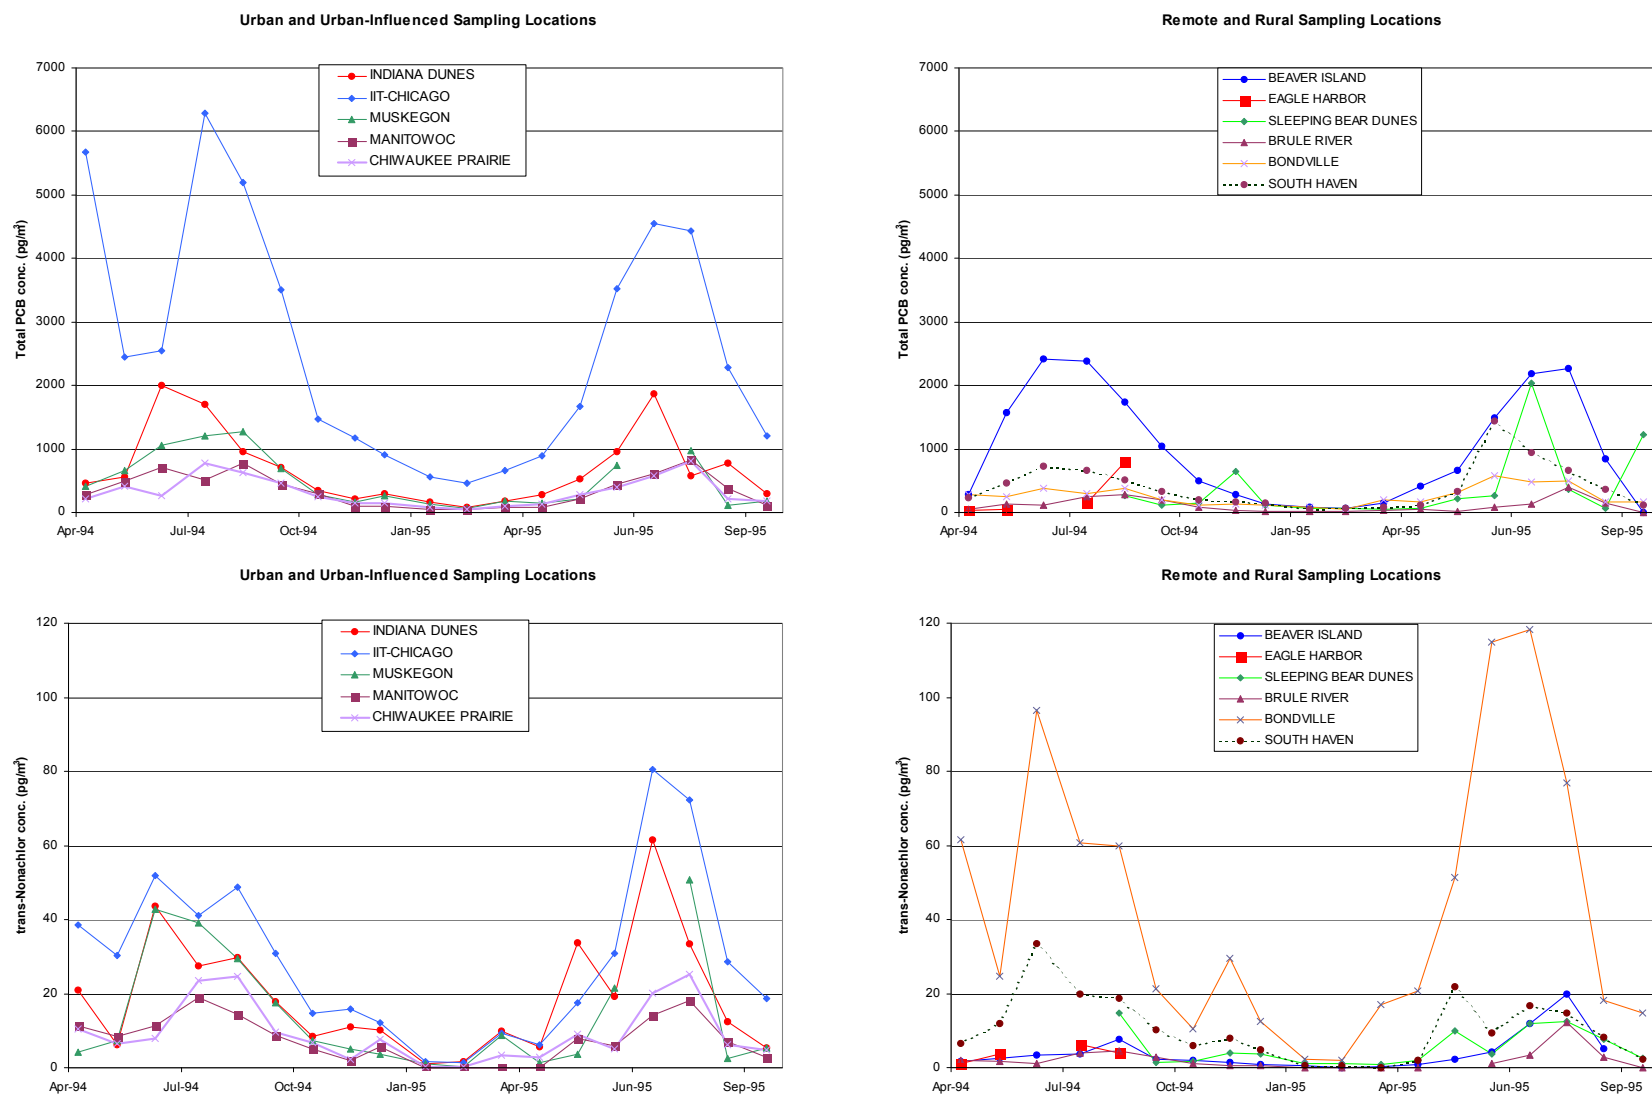 Urban and Urban-Influenced Sampling Locations
7000
6000
5000
4000
3000
2000
1000
0
Total PCB conc. (pg/m³)
INDIANA DUNES
IIT-CHICAGO
MUSKEGON
MANITOWOC
CHIWAUKEE PRAIRIE
Apr-94 Jul-94 Oct-94 Jan-95 Apr-95 Jun-95 Sep-95
Remote and Rural Sampling Locations
7000
6000
5000
4000
3000
2000
1000
0
Total PCB conc. (pg/m³)
BEAVER ISLAND
EAGLE HARBOR
SLEEPING BEAR DUNES
BRULE RIVER
BONDVILLE
SOUTH HAVEN
Apr-94 Jul-94 Oct-94 Jan-95 Apr-95 Jun-95 Sep-95
Urban and Urban-Influenced Sampling Locations
120
100
80
60
40
20
0
trans-Nonachlor conc. (pg/m³)
INDIANA DUNES
IIT-CHICAGO
MUSKEGON
MANITOWOC
CHIWAUKEE PRAIRIE
Apr-94 Jul-94 Oct-94 Jan-95 Apr-95 Jun-95 Sep-95
Remote and Rural Sampling Locations
120
100
80
60
40
20
0
trans-Nonachlor conc. (pg/m³)
BEAVER ISLAND
EAGLE HARBOR
SLEEPING BEAR DUNES
BRULE RIVER
BONDVILLE
SOUTH HAVEN
Apr-94 Jul-94 Oct-94 Jan-95 Apr-95 Jun-95 Sep-95